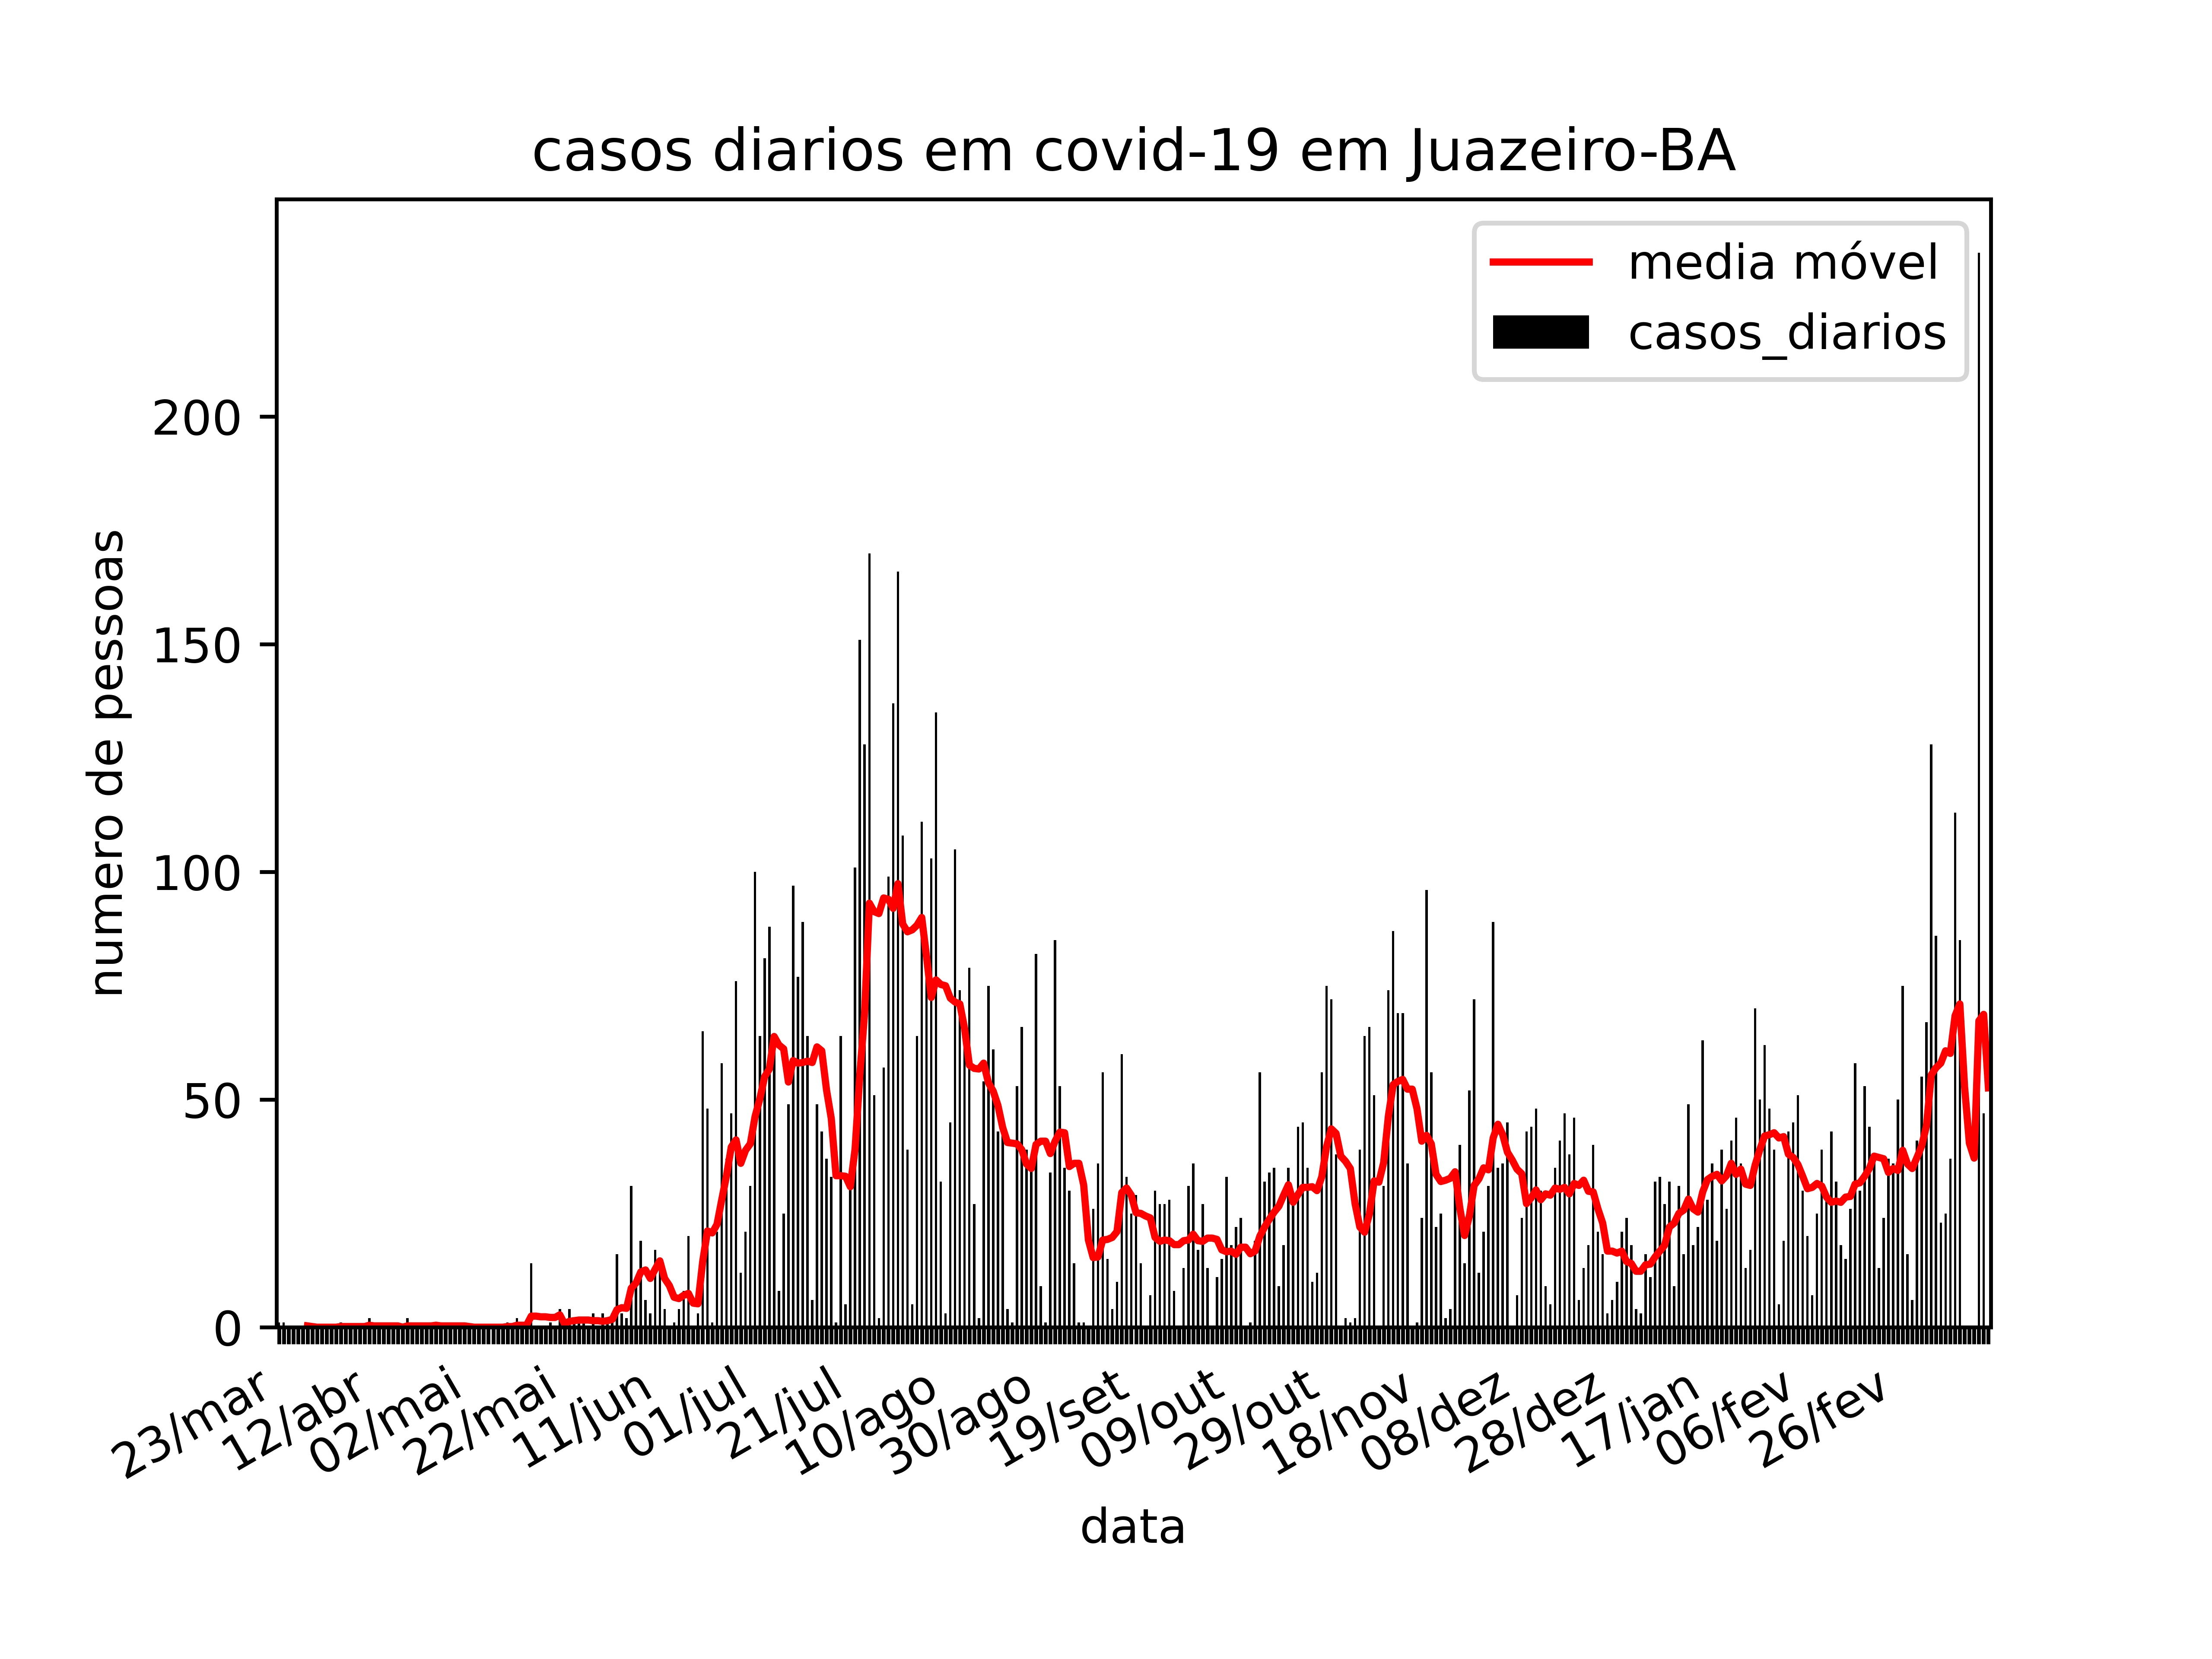 casos diarios em covid-19 em Juazeiro-BA
media móvel
casos_diarios
numero de pessoas
200
150
100
50
0
23/mar
12/abr
02/mai
22/mai
11/jun
01/jul
21/jul
10/ago
30/ago
19/set
09/out
29/out
18/nov
08/dez
28/dez
17/jan
06/fev
26/fev
data